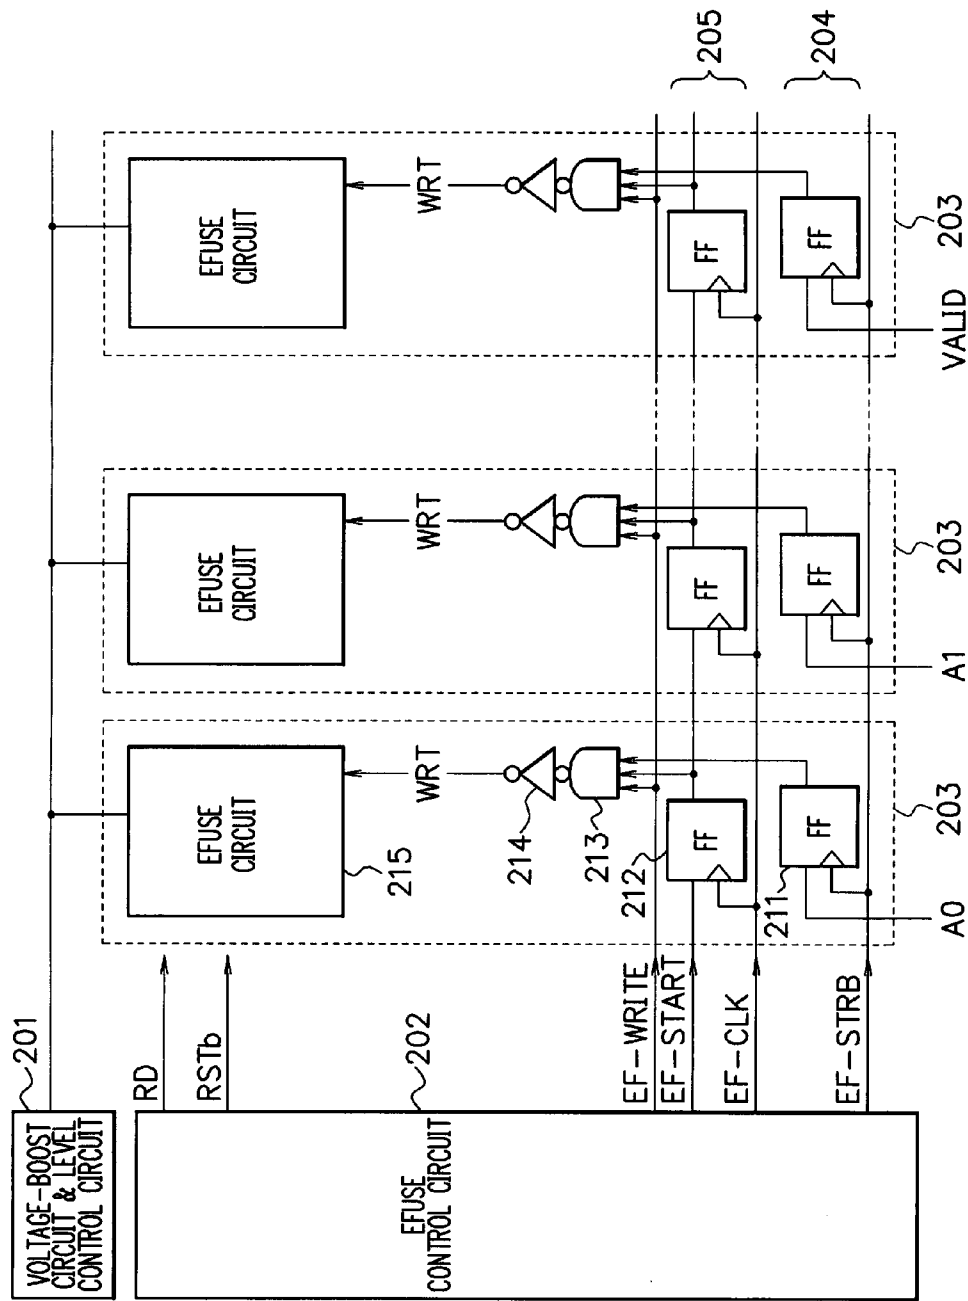 201
VOLTAGE-BOOST
CIRCUIT & LEVEL
CONTROL CIRCUIT
202
EFUSE
CONTROL CIRCUIT
RD
RSTb
EF-WRITE
EF-START
EF-CLK
EF-STRB
EFUSE
CIRCUIT
215
WRT
214
213
212
FF
211
FF
203
A0
EFUSE
CIRCUIT
WRT
FF
FF
203
A1
EFUSE
CIRCUIT
WRT
FF
FF
203
VALID
205
204